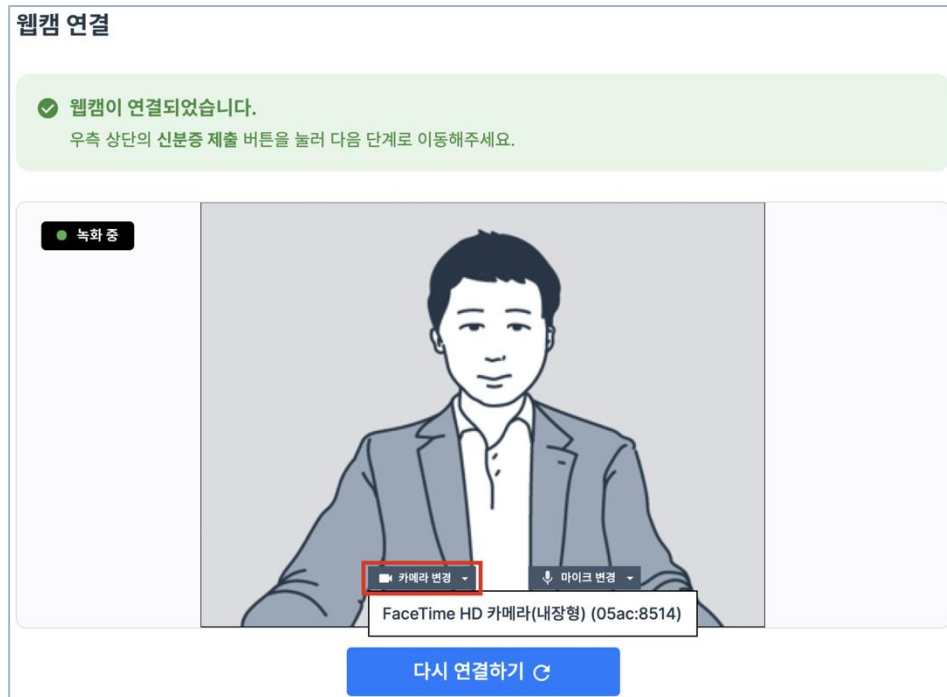 웹캠 연결
웹캠이 연결되었습니다.
우측 상단의 신분증 제출 버튼을 눌러 다음 단계로 이동해주세요.
녹화 중
카메라 변경
마이크 변경
FaceTime HD 카메라(내장형) (05ac:8514)
다시 연결하기